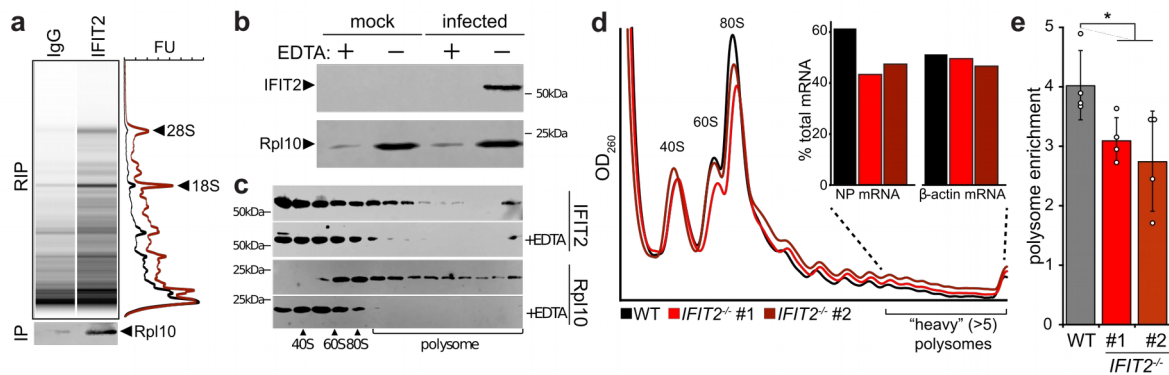 a
IgG
IFIT2
FU
28S
18S
RIP
IP
Rpl10
b
mock
infected
EDTA: + − + −
IFIT2
50kDa
25kDa
Rpl10
c
50kDa
IFIT2
50kDa
+EDTA
25kDa
Rpl10
25kDa
+EDTA
40S
60S
80S
polysome
d
OD260
40S
60S
80S
% total mRNA
60
40
20
0
NP mRNA
β-actin mRNA
WT
IFIT2-/- #1
IFIT2-/- #2
"heavy" (>5)
polysomes
e
*
polysome enrichment
5
4
3
2
1
0
WT
#1
#2
IFIT2-/-